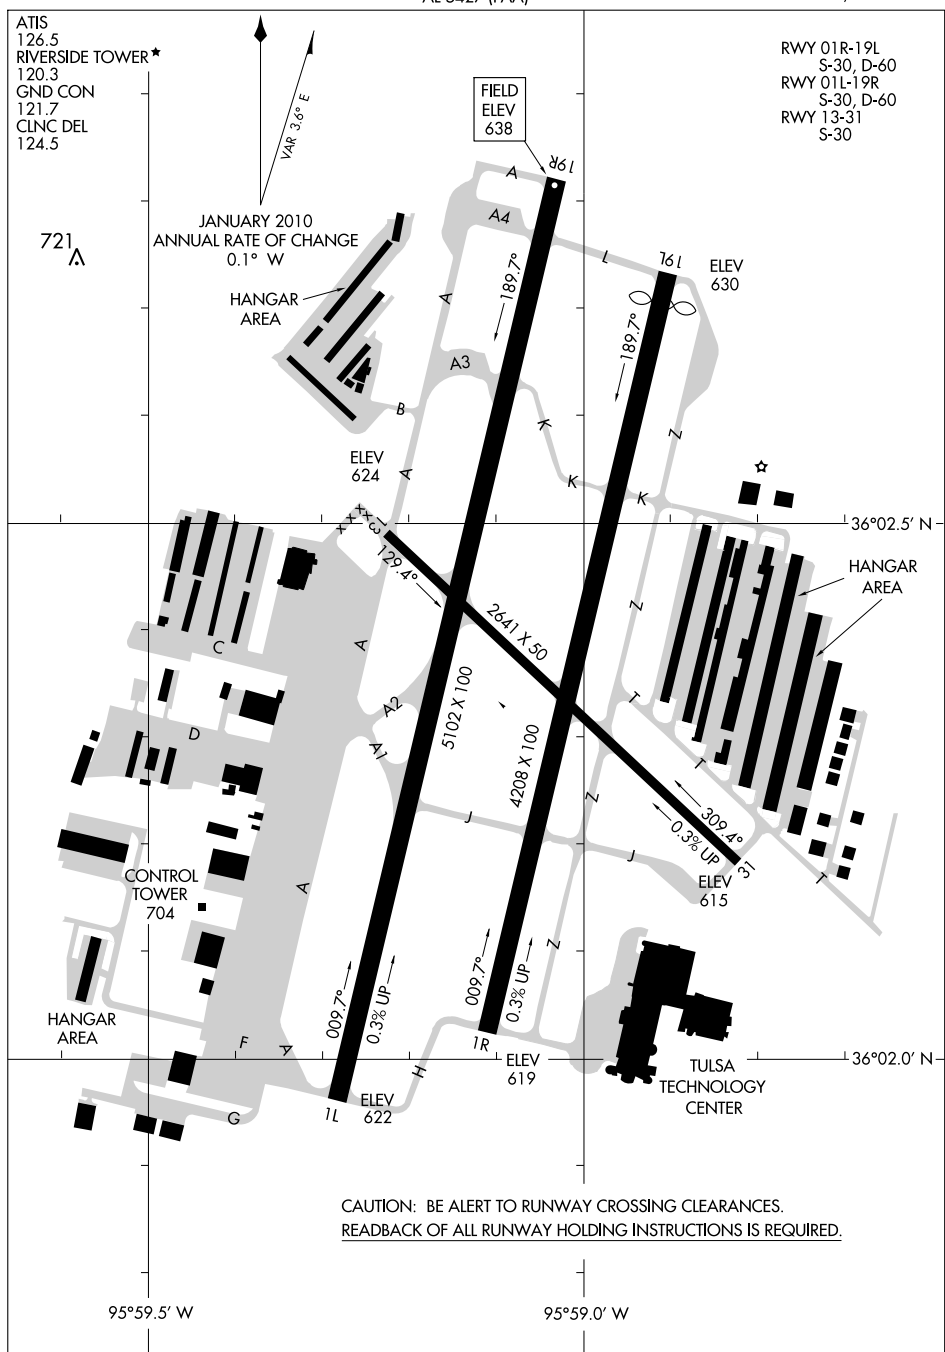 AL-5427 (FAA)
ATIS
126.5
RIVERSIDE TOWER*
120.3
GND CON
121.7
CLNC DEL
124.5
VAR 3.6° E
JANUARY 2010
ANNUAL RATE OF CHANGE
0.1° W
FIELD
ELEV
638
RWY 01R-19L
S-30, D-60
RWY 01L-19R
S-30, D-60
RWY 13-31
S-30
721
HANGAR
AREA
A
19R
A4
L
19L
ELEV
630
A
189.7°
189.7°
A3
B
K
Z
A
ELEV
624
K
K
13
36°02.5' N
129.4°
HANGAR
AREA
2641 X 50
Z
C
A
T
A2
5102 X 100
D
A1
4208 X 100
T
Z
309.4°
0.3% UP
J
J
31
T
ELEV
615
CONTROL
TOWER
704
A
Z
009.7°
0.3% UP
009.7°
0.3% UP
HANGAR
AREA
F
A
1R
H
ELEV
619
36°02.0' N
TULSA
TECHNOLOGY
CENTER
G
1L
ELEV
622
CAUTION: BE ALERT TO RUNWAY CROSSING CLEARANCES.
READBACK OF ALL RUNWAY HOLDING INSTRUCTIONS IS REQUIRED.
95°59.5' W
95°59.0' W